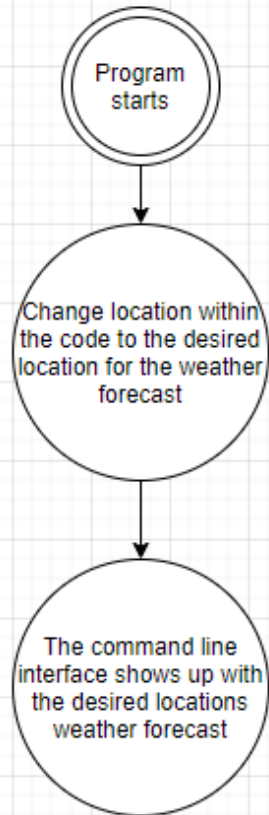 Program
starts
Change location within
the code to the desired
location for the weather
forecast
The command line
interface shows up with
the desired locations
weather forecast